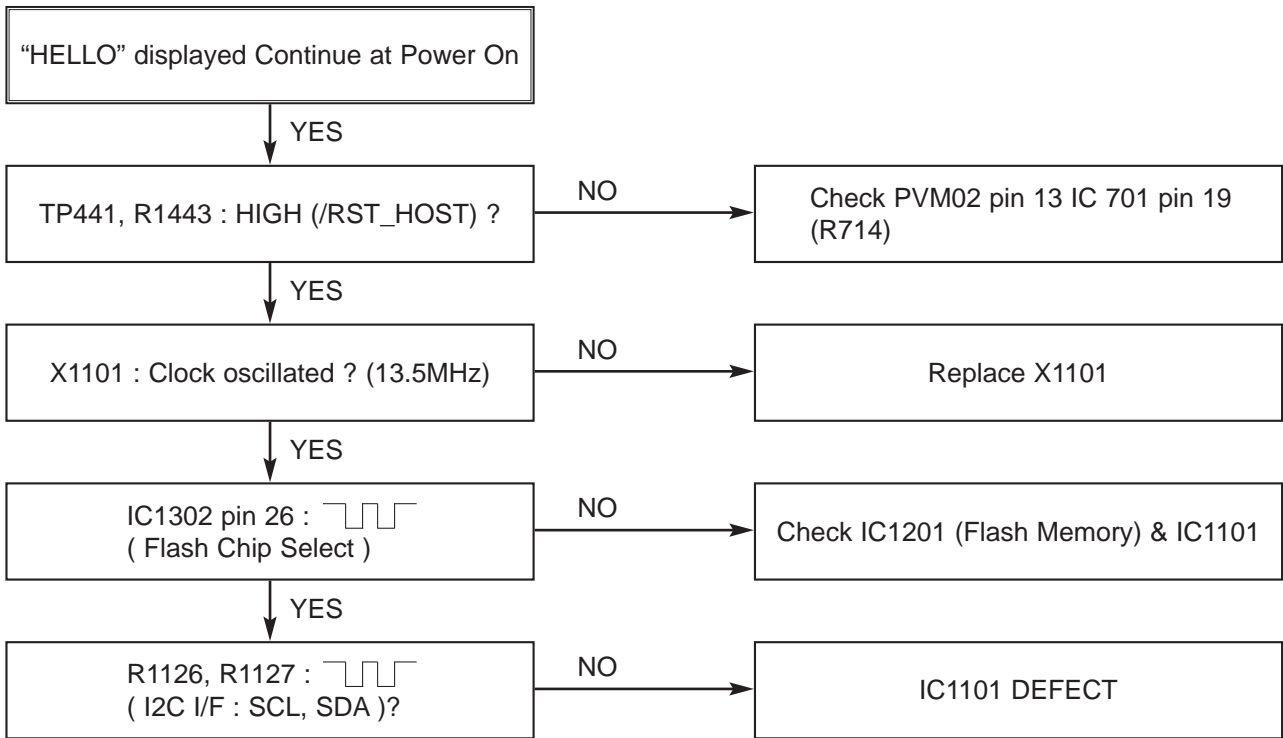 “HELLO” displayed Continue at Power On
YES
TP441, R1443 : HIGH (/RST_HOST) ?
NO
Check PVM02 pin 13 IC 701 pin 19
(R714)
YES
X1101 : Clock oscillated ? (13.5MHz)
NO
Replace X1101
YES
IC1302 pin 26 :
( Flash Chip Select )
NO
Check IC1201 (Flash Memory) & IC1101
YES
R1126, R1127 :
( I2C I/F : SCL, SDA )?
NO
IC1101 DEFECT